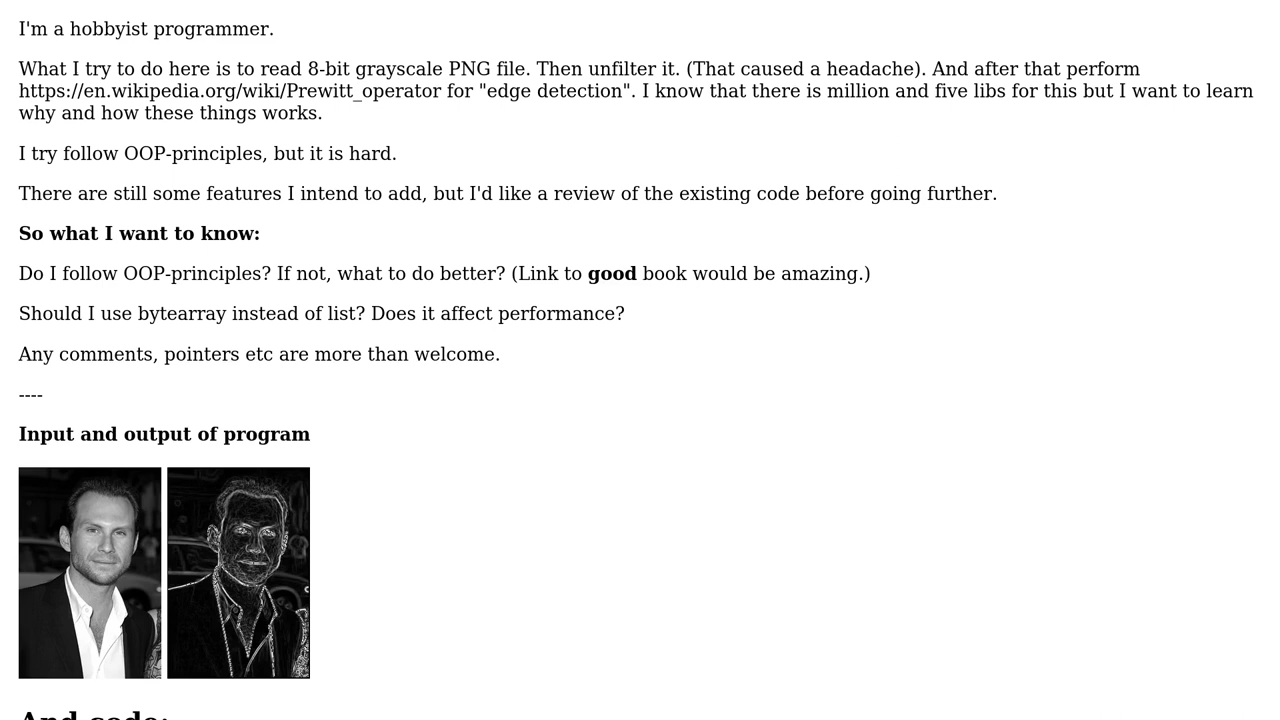 I'm a hobbyist programmer.
What I try to do here is to read 8-bit grayscale PNG file. Then unfilter it. (That caused a headache). And after that perform
https://en.wikipedia.org/wiki/Prewitt_operator for "edge detection". I know that there is million and five libs for this but I want to learn
why and how these things works.
I try follow OOP-principles, but it is hard.
There are still some features I intend to add, but I'd like a review of the existing code before going further.
So what I want to know:
Do I follow OOP-principles? If not, what to do better? (Link to good book would be amazing.)
Should I use bytearray instead of list? Does it affect performance?
Any comments, pointers etc are more than welcome.
----
Input and output of program
And code: